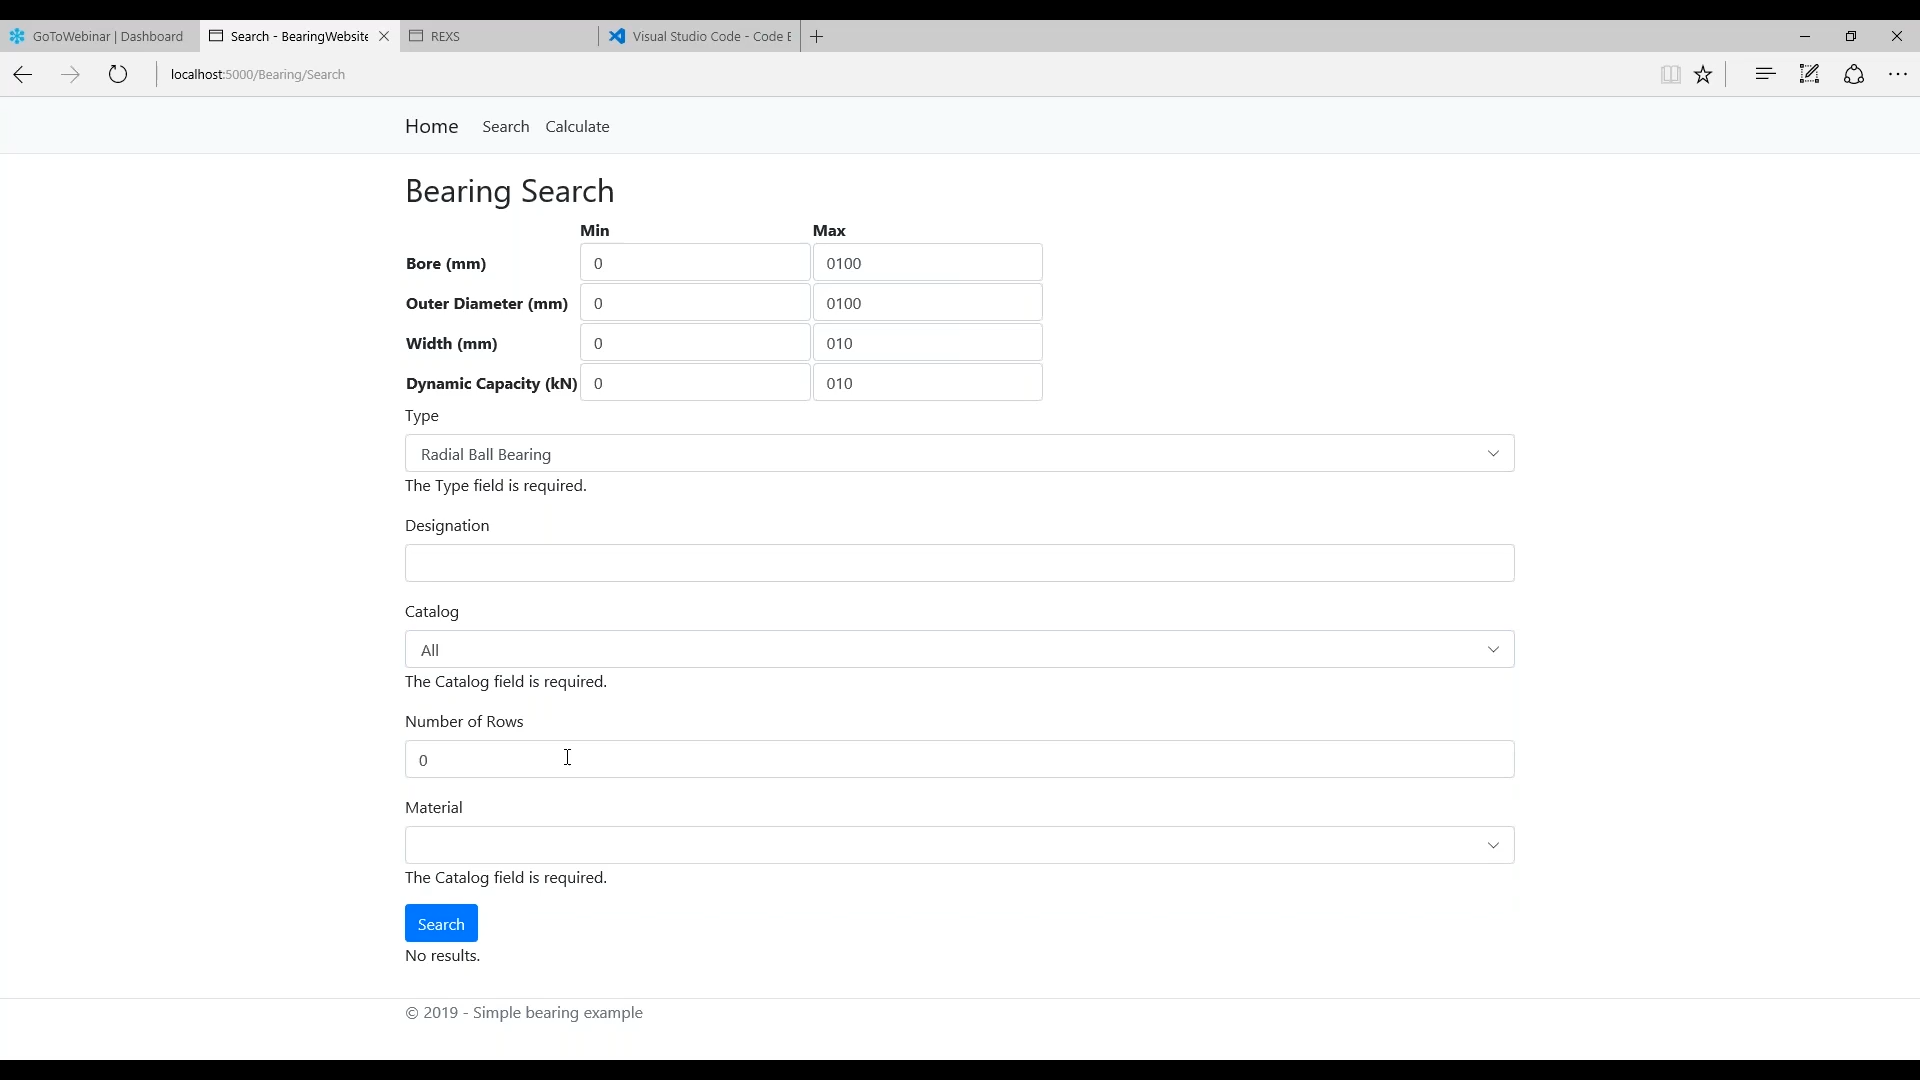 GoToWebinar | Dashboard
Search - BearingWebsite
REXS
Visual Studio Code - Code E
localhost:5000/Bearing/Search
Home Search Calculate
Bearing Search
Min Max
Bore (mm) 0 0100
Outer Diameter (mm) 0 0100
Width (mm) 0 010
Dynamic Capacity (kN) 0 010
Type
Radial Ball Bearing
The Type field is required.
Designation
Catalog
All
The Catalog field is required.
Number of Rows
0
Material
The Catalog field is required.
Search
No results.
© 2019 - Simple bearing example